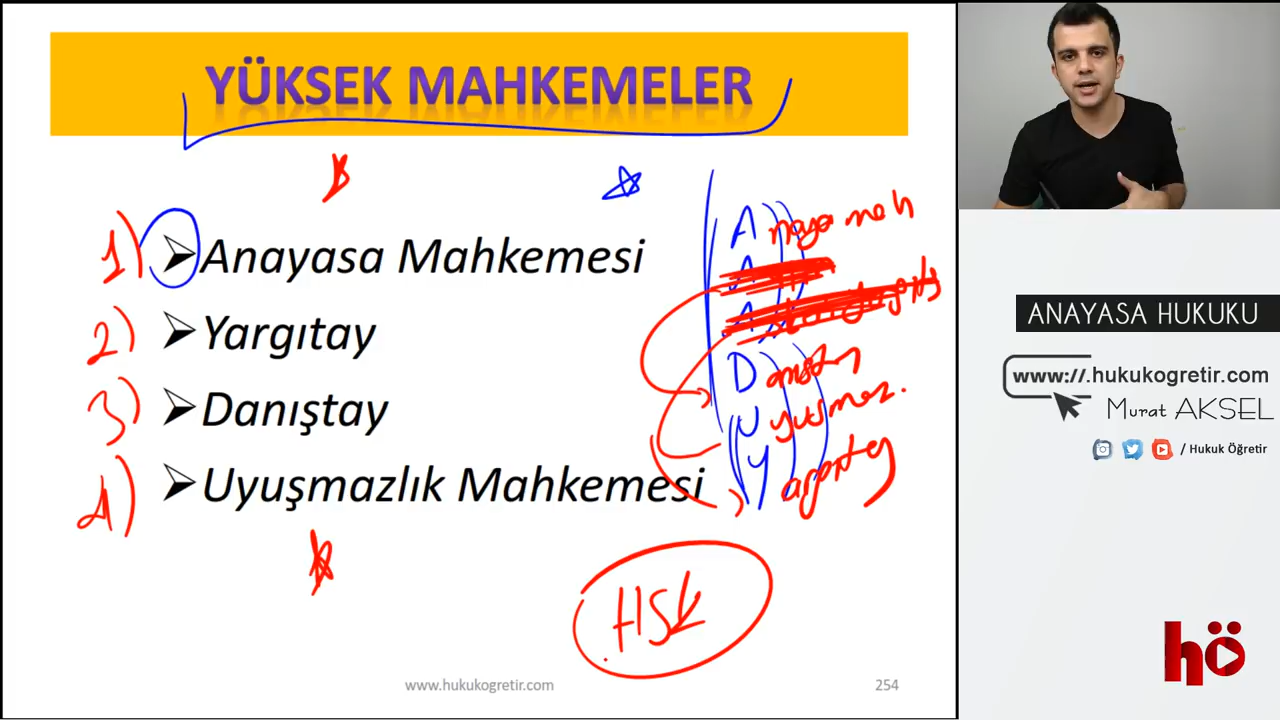 YÜKSEK MAHKEMELER
1) Anayasa Mahkemesi
2) Yargıtay
3) Danıştay
4) Uyuşmazlık Mahkemesi
A
D
U
Y
HSK
www.hukukogretir.com
254
ANAYASA HUKUKU
www://.hukukogretir.com
Murat AKSEL
/ Hukuk Öğretir
hö